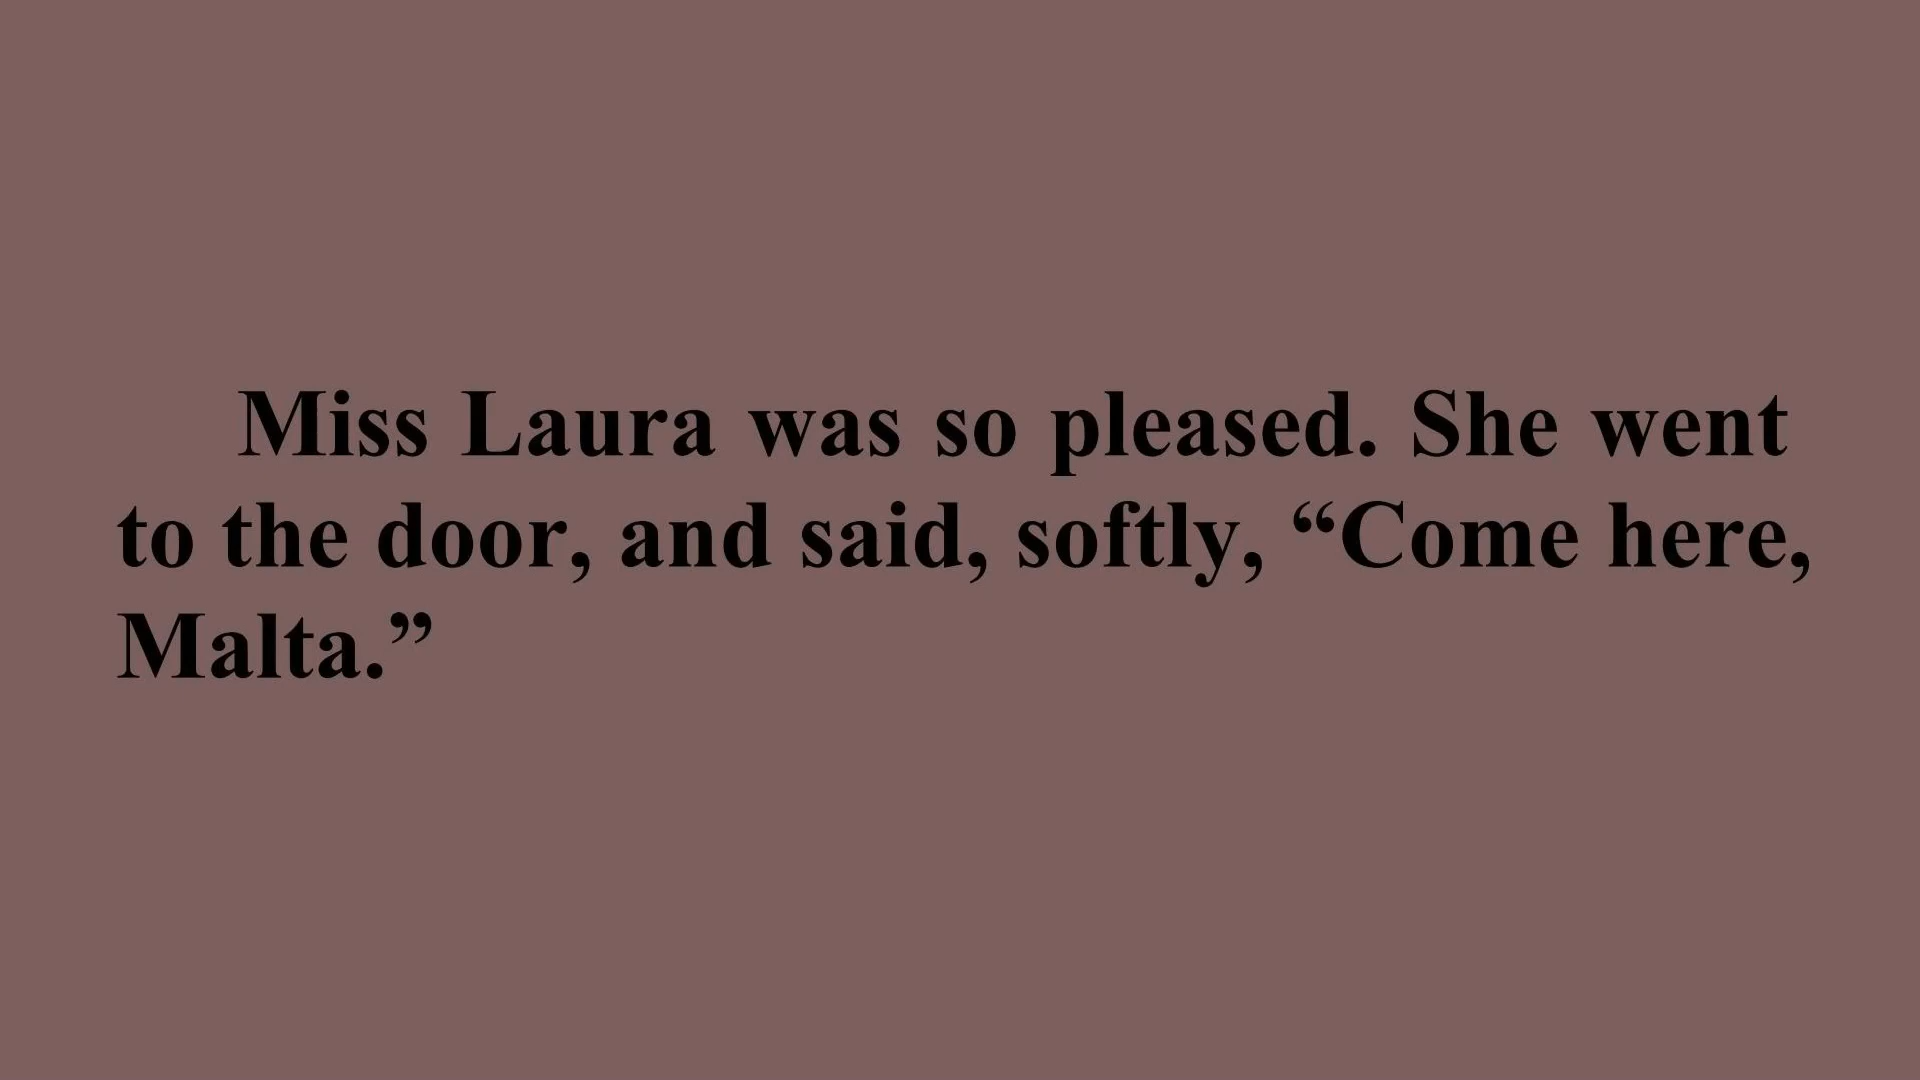 Miss Laura was so pleased. She went
to the door, and said, softly, “Come here,
Malta.”